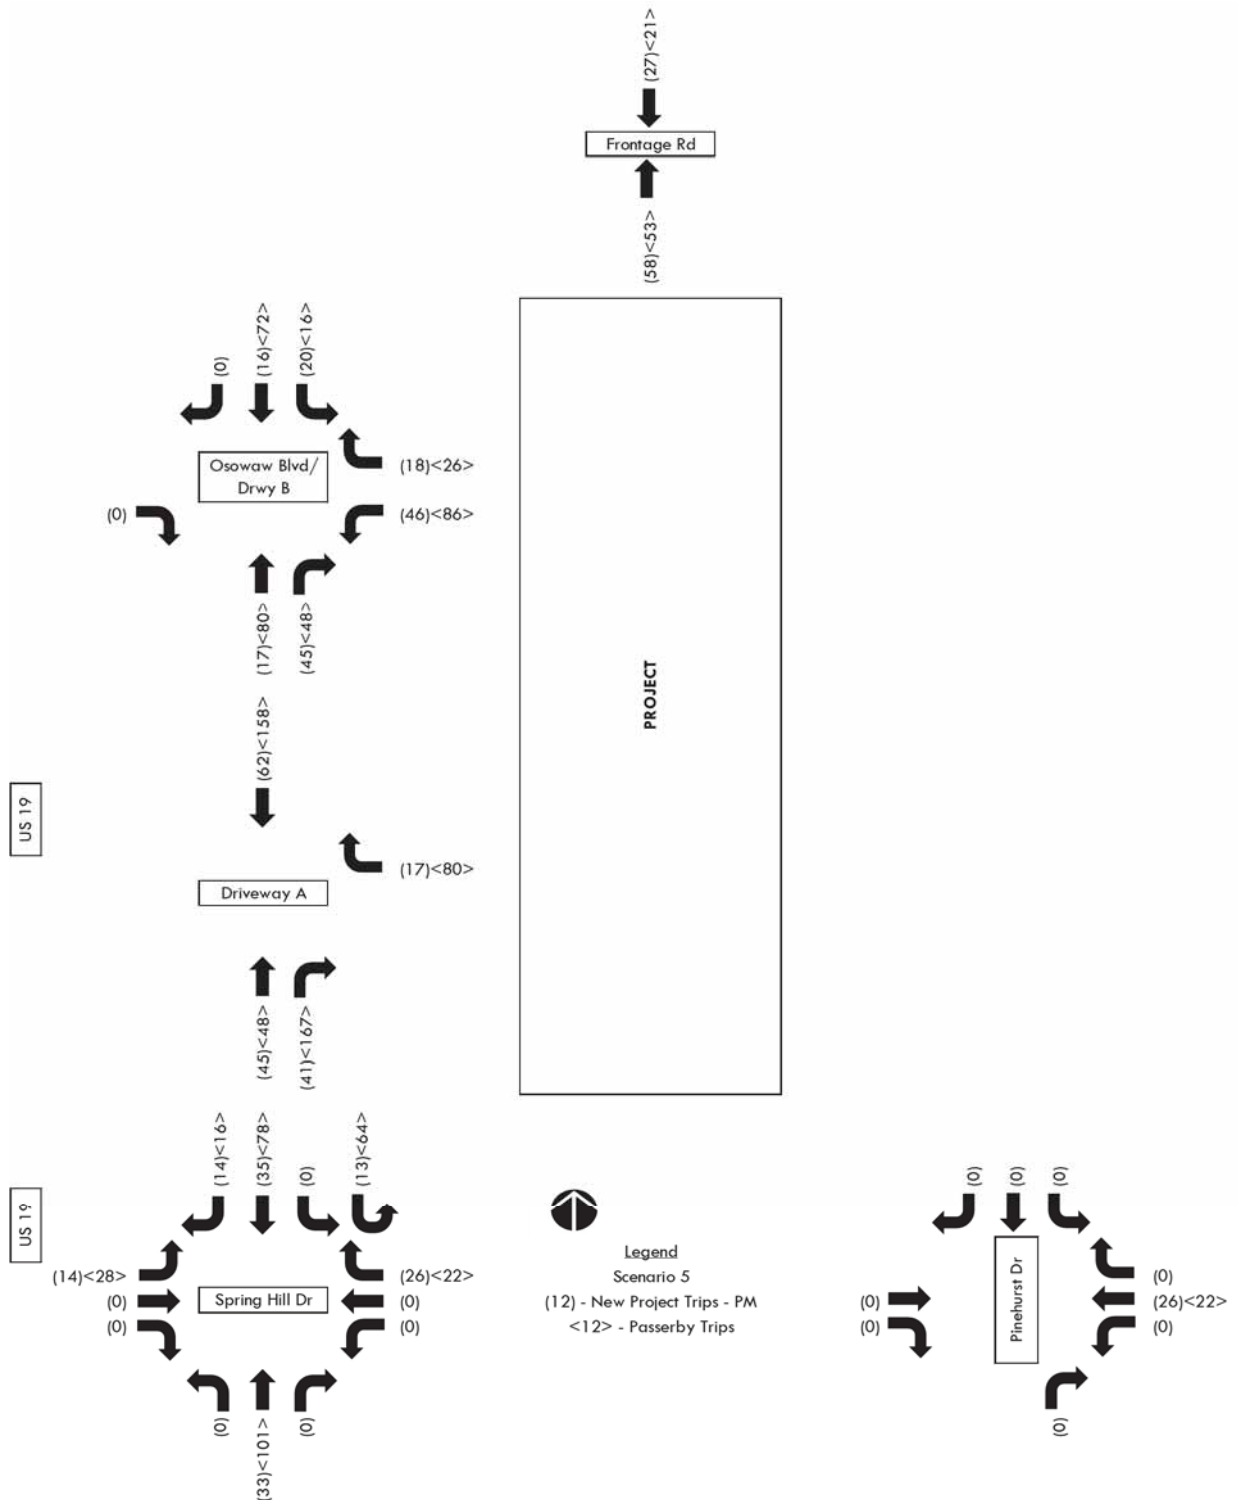 (27)<21>
Frontage Rd
(58)<53>
(0)
(16)<72>
(20)<16>
Osowaw Blvd/
Drwy B
(18)<26>
(0)
(46)<86>
(17)<80>
(45)<48>
PROJECT
(62)<158>
US 19
(17)<80>
Driveway A
(45)<48>
(41)<167>
(14)<16>
(35)<78>
(0)
(13)<64>
US 19
(14)<28>
(0)
(0)
Spring Hill Dr
(26)<22>
(0)
(0)
(0)
(33)<101>
(0)
Legend
Scenario 5
(12) - New Project Trips - PM
<12> - Passerby Trips
(0)
(0)
(0)
(0)
(0)
Pinehurst Dr
(0)
(26)<22>
(0)
(0)